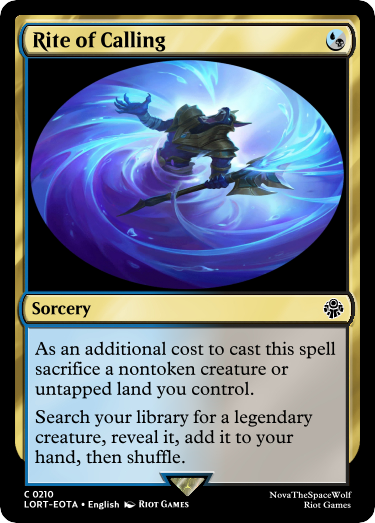 Rite of Calling
Sorcery
As an additional cost to cast this spell
sacrifice a nontoken creature or
untapped land you control.
Search your library for a legendary
creature, reveal it, add it to your
hand, then shuffle.
C 0210
LORT-EOTA • English Riot Games
NovaTheSpaceWolf
Riot Games